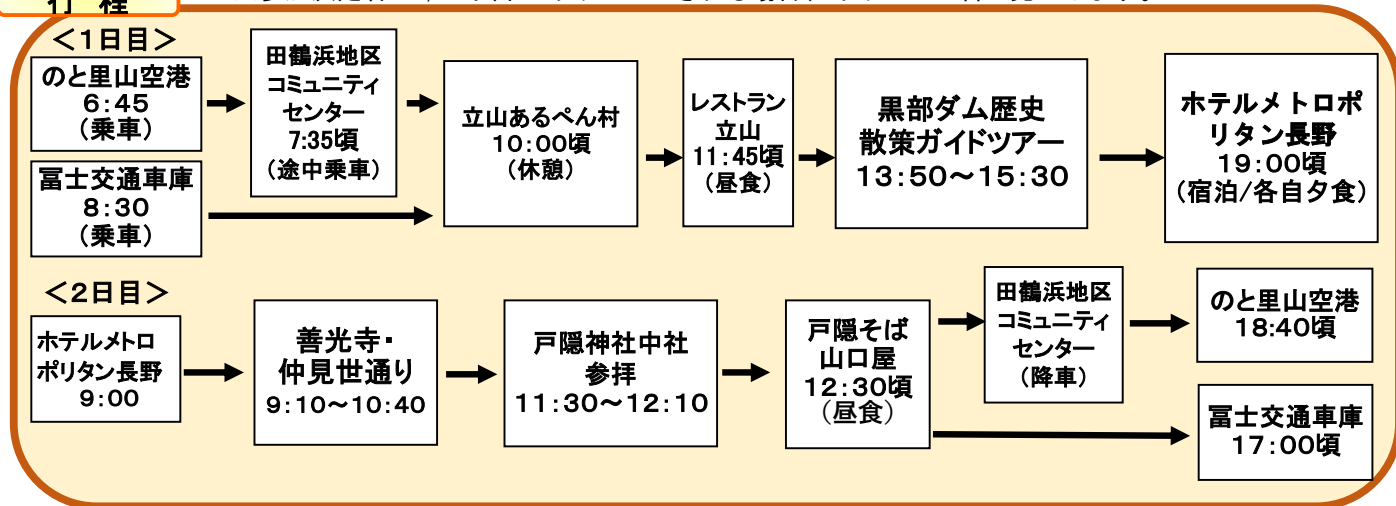 行 程
＜1日目＞
のと里山空港
6:45
（乗車）
冨士交通車庫
8:30
（乗車）
田鶴浜地区
コミュニティ
センター
7:35頃
（途中乗車）
立山あるぺん村
10:00頃
（休憩）
レストラン
立山
11:45頃
（昼食）
黒部ダム歴史
散策ガイドツアー
13:50～15:30
ホテルメトロポ
リタン長野
19:00頃
（宿泊/各自夕食）
＜2日目＞
ホテルメトロ
ポリタン長野
9:00
善光寺・
仲見世通り
9:10～10:40
戸隠神社中社
参拝
11:30～12:10
戸隠そば
山口屋
12:30頃
（昼食）
田鶴浜地区
コミュニティ
センター
（降車）
のと里山空港
18:40頃
冨士交通車庫
17:00頃